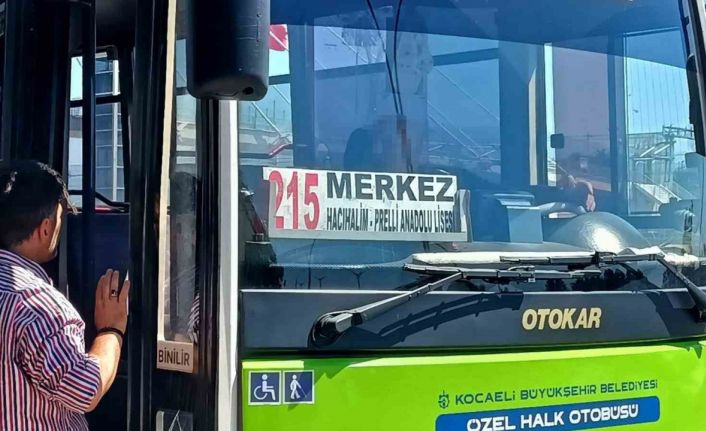 215 MERKEZ
HACIHALİM - PRELLİ ANADOLU LİSESİ
BİNİLİR
OTOKAR
KOCAELİ BÜYÜKŞEHİR BELEDİYESİ
ÖZEL HALK OTOBÜSÜ